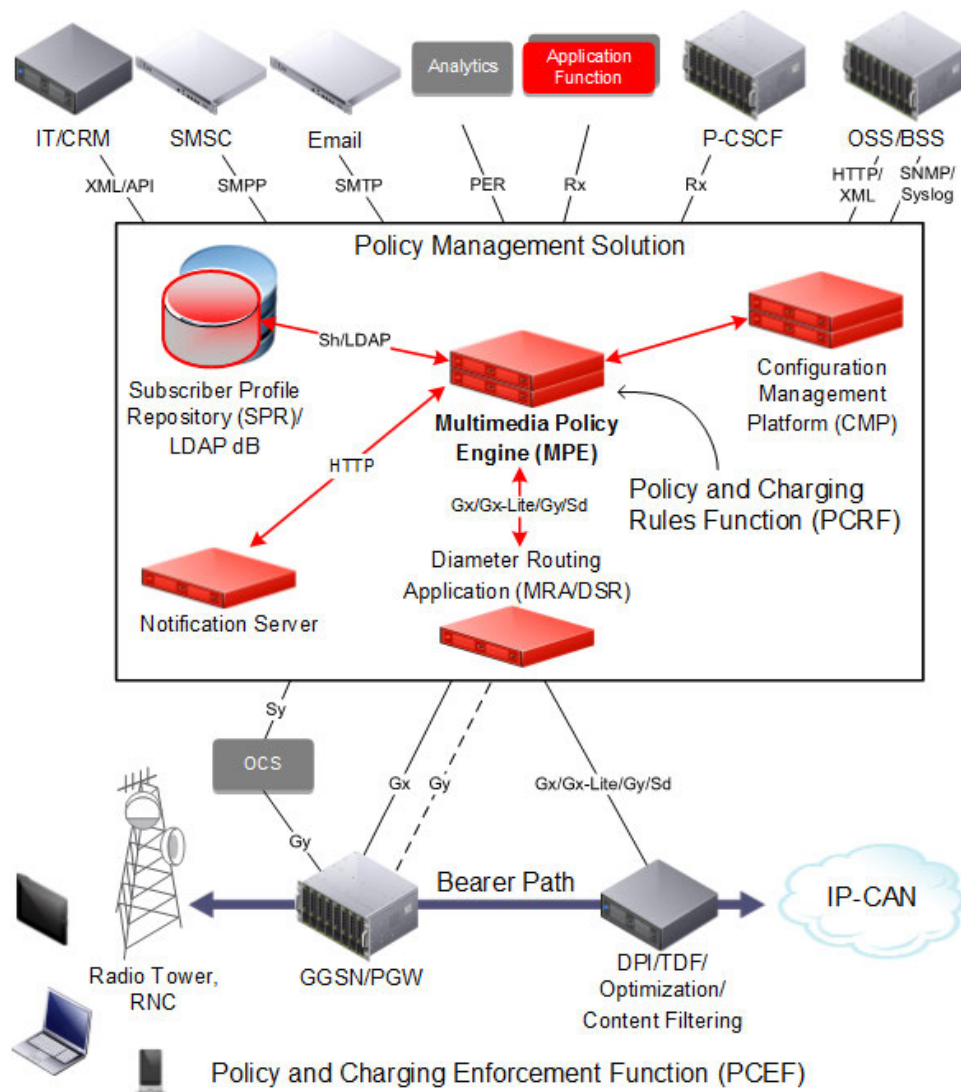 Analytics
Application
Function
IT/CRM
SMSC
Email
P-CSCF
OSS/BSS
XML/API
SMPP
SMTP
PER
Rx
Rx
HTTP/
XML
SNMP/
Syslog
Policy Management Solution
Sh/LDAP
Subscriber Profile
Repository (SPR)/
LDAP dB
Multimedia Policy
Engine (MPE)
Configuration
Management
Platform (CMP)
HTTP
Gx/Gx-Lite/Gy/Sd
Policy and Charging
Rules Function (PCRF)
Diameter Routing
Application (MRA/DSR)
Notification Server
Sy
OCS
Gx
Gy
Gx/Gx-Lite/Gy/Sd
Gy
Bearer Path
IP-CAN
Radio Tower,
RNC
GGSN/PGW
DPI/TDF/
Optimization/
Content Filtering
Policy and Charging Enforcement Function (PCEF)